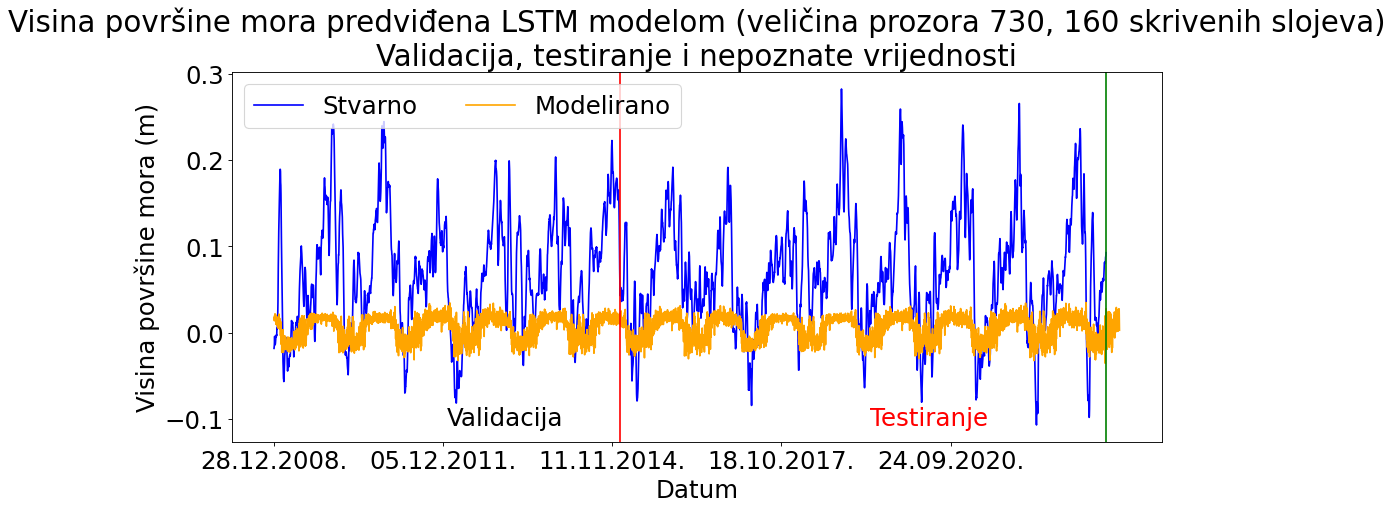 Visina površine mora predviđena LSTM modelom (veličina prozora 730, 160 skrivenih slojeva)
Validacija, testiranje i nepoznate vrijednosti
Stvarno
Modelirano
Visina površine mora (m)
0.3
0.2
0.1
0.0
−0.1
Validacija
Testiranje
28.12.2008.
05.12.2011.
11.11.2014.
18.10.2017.
24.09.2020.
Datum